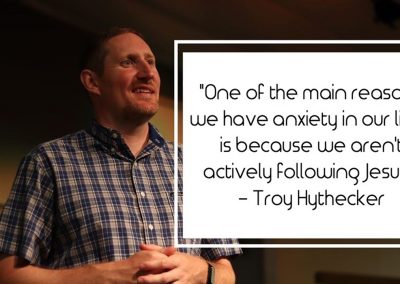 "One of the main reaso
we have anxiety in our li
is because we aren't
actively following Jesu
– Troy Hythecker